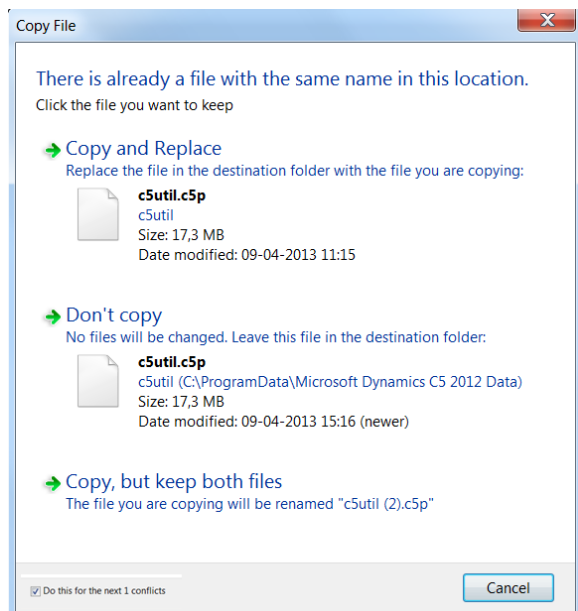 Copy File
There is already a file with the same name in this location.
Click the file you want to keep
Copy and Replace
Replace the file in the destination folder with the file you are copying:
c5util.c5p
c5util
Size: 17,3 MB
Date modified: 09-04-2013 11:15
Don't copy
No files will be changed. Leave this file in the destination folder:
c5util.c5p
c5util (C:\ProgramData\Microsoft Dynamics C5 2012 Data)
Size: 17,3 MB
Date modified: 09-04-2013 15:16 (newer)
Copy, but keep both files
The file you are copying will be renamed "c5util (2).c5p"
Do this for the next 1 conflicts
Cancel